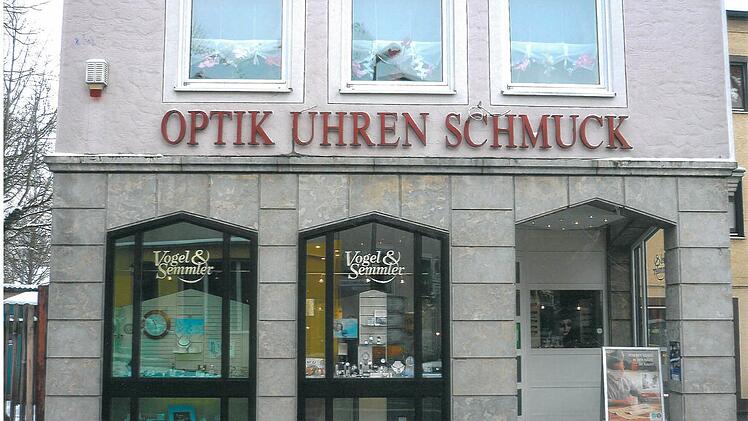 OPTIK UHREN SCHMUCK
Vogel &
Semmler
Vogel &
Semmler